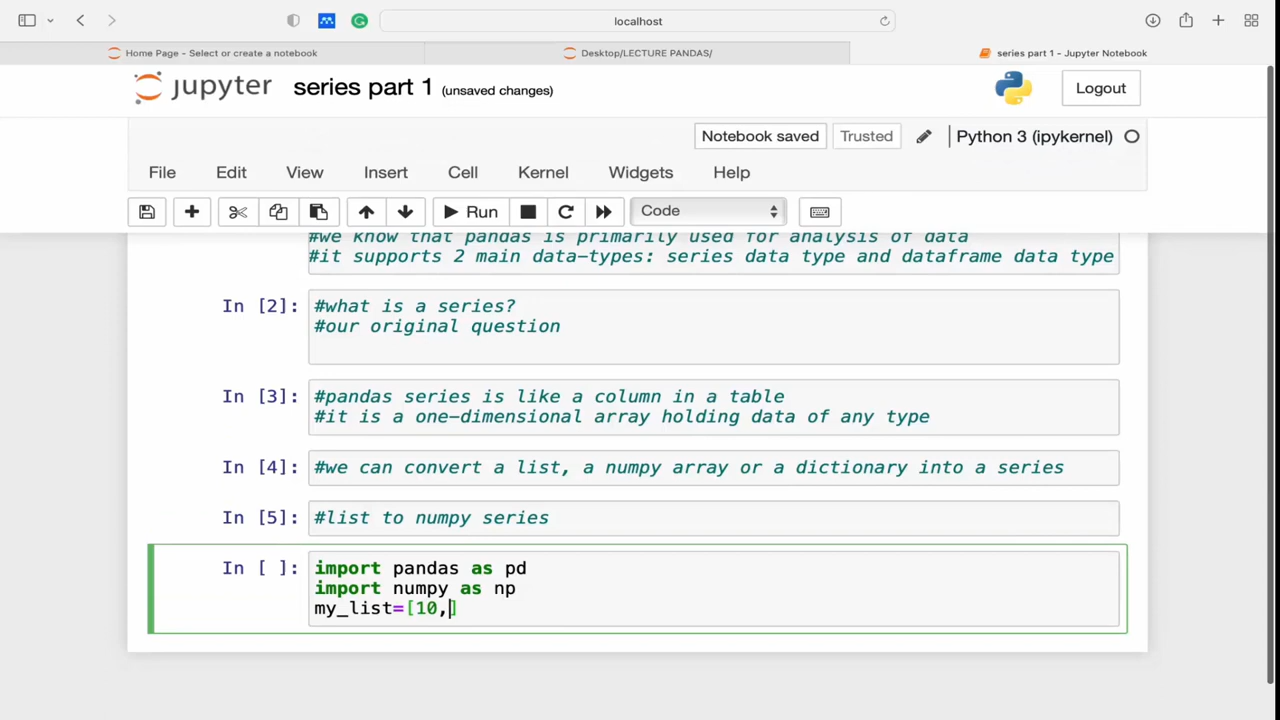 localhost
Home Page - Select or create a notebook
Desktop/LECTURE PANDAS/
series part 1 - Jupyter Notebook
jupyter series part 1 (unsaved changes)
Logout
Notebook saved Trusted Python 3 (ipykernel)
File Edit View Insert Cell Kernel Widgets Help
Run Code
#we know that pandas is primarily used for analysis of data
#it supports 2 main data-types: series data type and dataframe data type
In [2]: #what is a series?
#our original question
In [3]: #pandas series is like a column in a table
#it is a one-dimensional array holding data of any type
In [4]: #we can convert a list, a numpy array or a dictionary into a series
In [5]: #list to numpy series
In [ ]: import pandas as pd
import numpy as np
my_list=[10,]